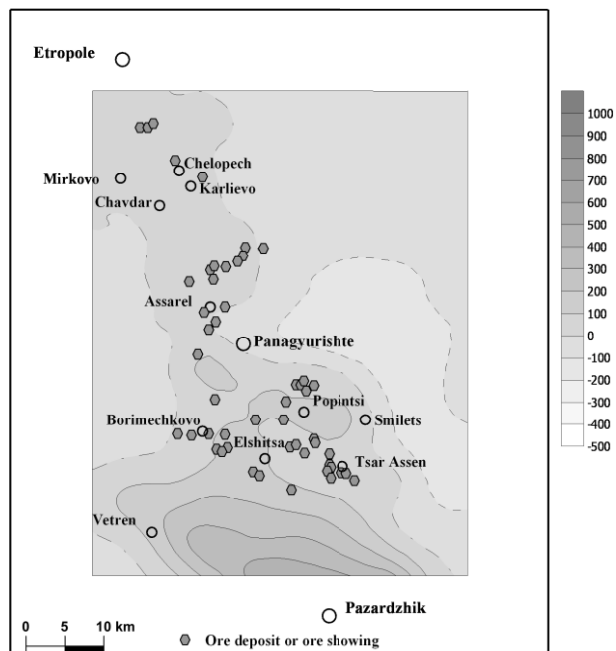 Etropole
Chelopech
Mirkovo
Karlievo
Chavdar
Assarel
Panagyurishte
Popintsi
Borimechkovo
Smilets
Elshitsa
Tsar Assen
Vetren
Pazardzhik
0 5 10 km
Ore deposit or ore showing
1000
900
800
700
600
500
400
300
200
100
0
-100
-200
-300
-400
-500